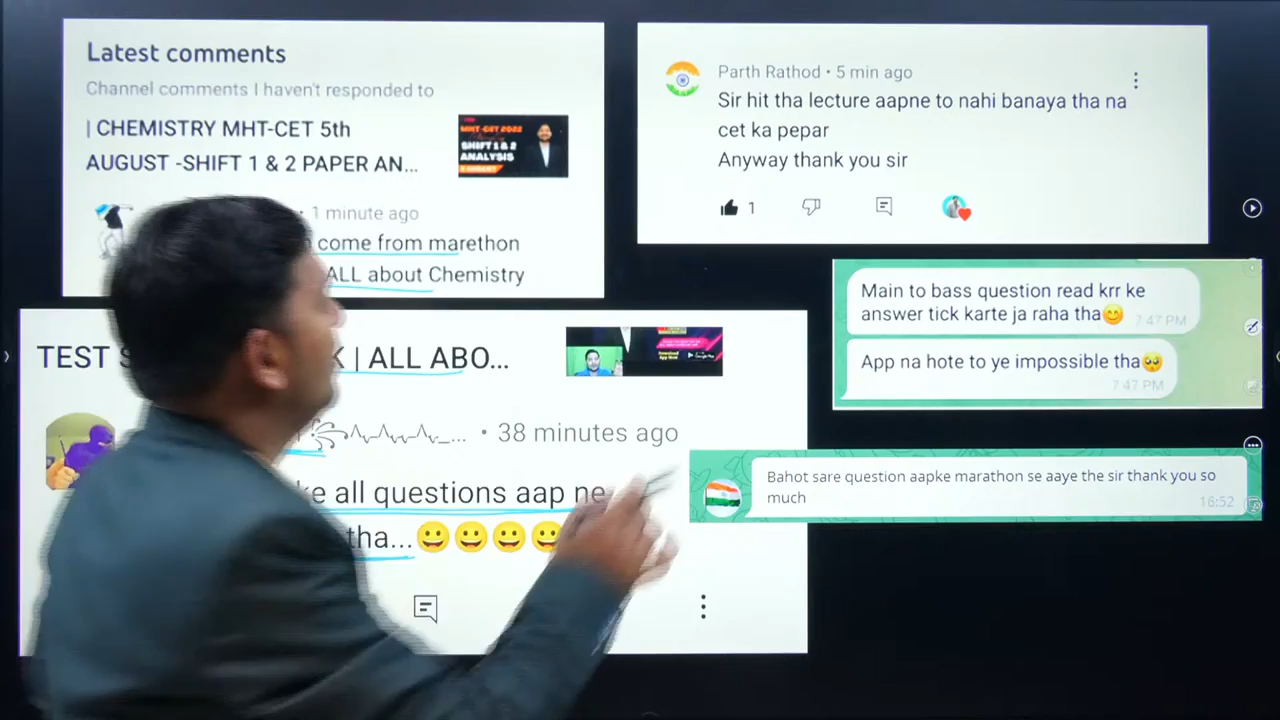 Latest comments
Channel comments I haven't responded to
| CHEMISTRY MHT-CET 5th
AUGUST -SHIFT 1 & 2 PAPER AN...
MHT-CET 2022
SHIFT 1 & 2
ANALYSIS
1 minute ago
come from marethon
ALL about Chemistry
Parth Rathod • 5 min ago
Sir hit tha lecture aapne to nahi banaya tha na
cet ka pepar
Anyway thank you sir
1
Main to bass question read krr ke
answer tick karte ja raha tha😊 7:47 PM
App na hote to ye impossible tha🥺
7:47 PM
TEST
| ALL ABO...
• 38 minutes ago
all questions aap ne
tha...😀😀😀😀
Bahot sare question aapke marathon se aaye the sir thank you so
much
16:52